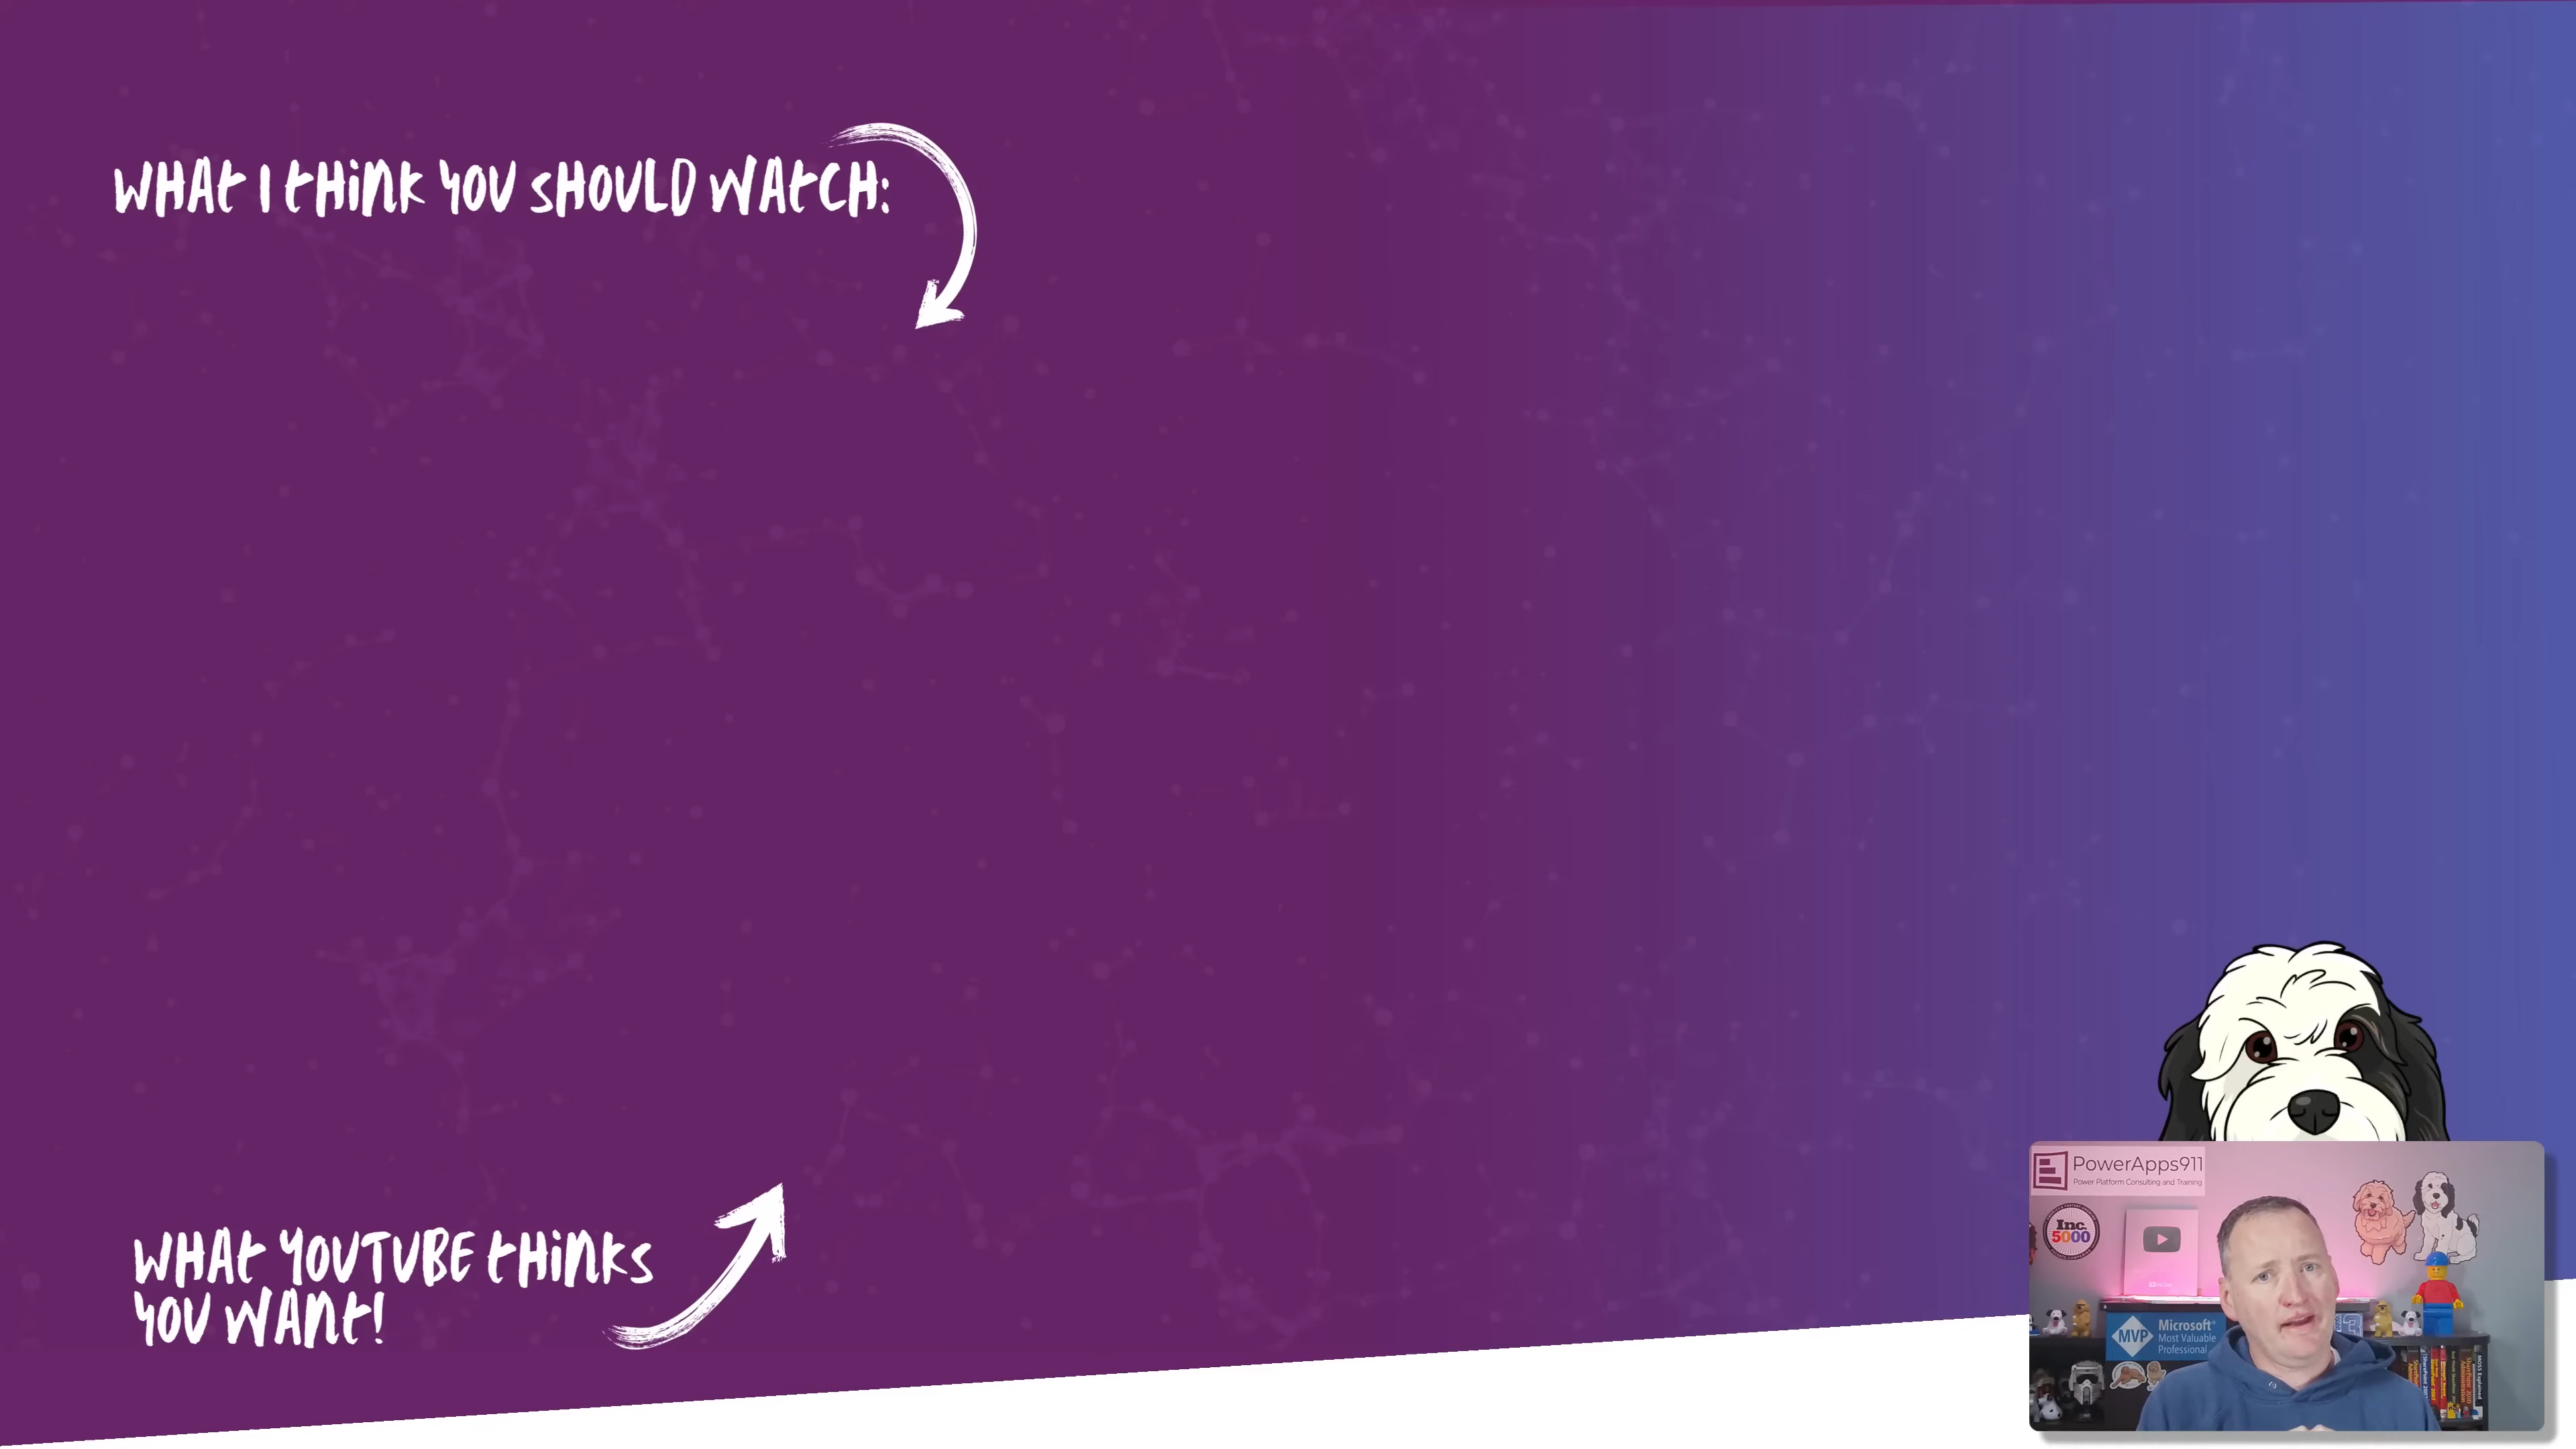 WHAT I THINK YOU SHOULD WATCH:
WHAT YOUTUBE THINKS
YOU WANT!
PowerApps911
Power Platform Consulting and Training
Inc.
5000
MVP
Microsoft®
Most Valuable
Professional
13